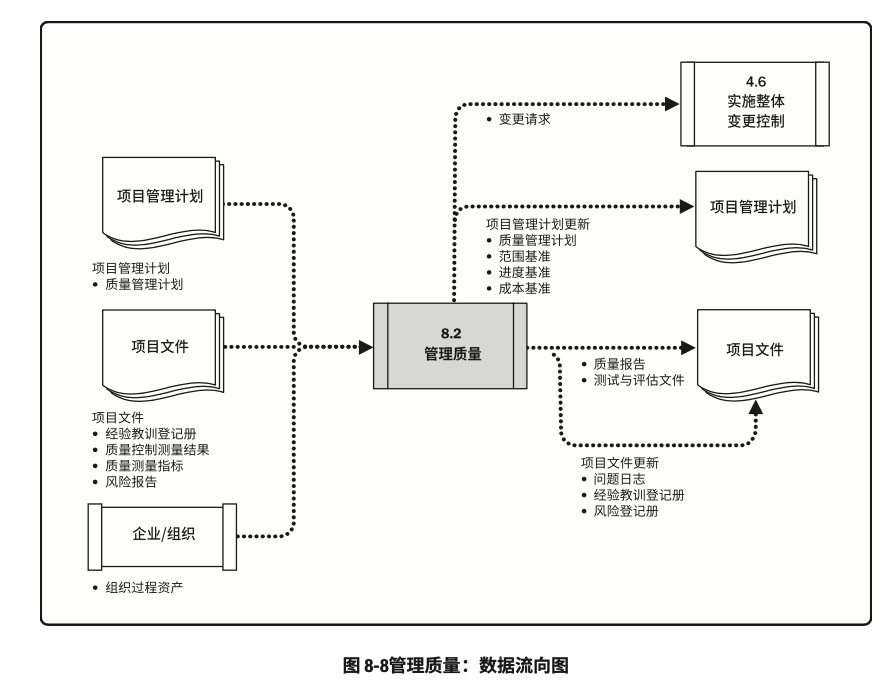 4.6
实施整体
变更控制
• 变更请求
项目管理计划
项目管理计划
• 质量管理计划
项目管理计划
项目管理计划更新
• 质量管理计划
• 范围基准
• 进度基准
• 成本基准
项目文件
项目文件
• 经验教训登记册
• 质量控制测量结果
• 质量测量指标
• 风险报告
8.2
管理质量
• 质量报告
• 测试与评估文件
项目文件
项目文件更新
• 问题日志
• 经验教训登记册
• 风险登记册
企业/组织
• 组织过程资产
图 8-8管理质量：数据流向图